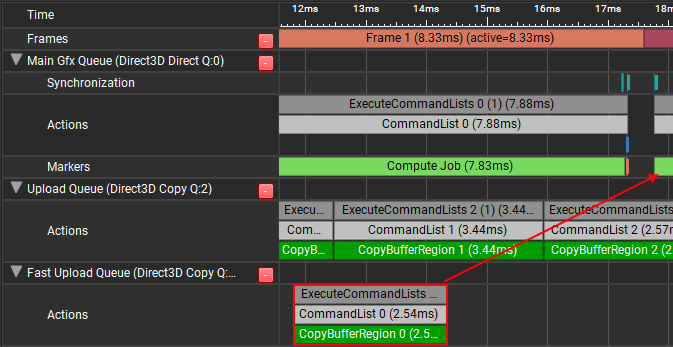 Time 12ms 13ms 14ms 15ms 16ms 17ms 18m
Frames - Frame 1 (8.33ms) (active=8.33ms)
Main Gfx Queue (Direct3D Direct Q:0) -
Synchronization
ExecuteCommandLists 0 (1) (7.88ms)
Actions CommandList 0 (7.88ms)
Markers Compute Job (7.83ms)
Upload Queue (Direct3D Copy Q:2) -
Execu... ExecuteCommandLists 2 (1) (3.44... ExecuteCommandLists
Actions Com... CommandList 1 (3.44ms) CommandList 2 (2.57m
CopyB... CopyBufferRegion 1 (3.44ms) CopyBufferRegion 2 (2.
Fast Upload Queue (Direct3D Copy Q:... -
ExecuteCommandLists ...
Actions CommandList 0 (2.54ms)
CopyBufferRegion 0 (2.5...